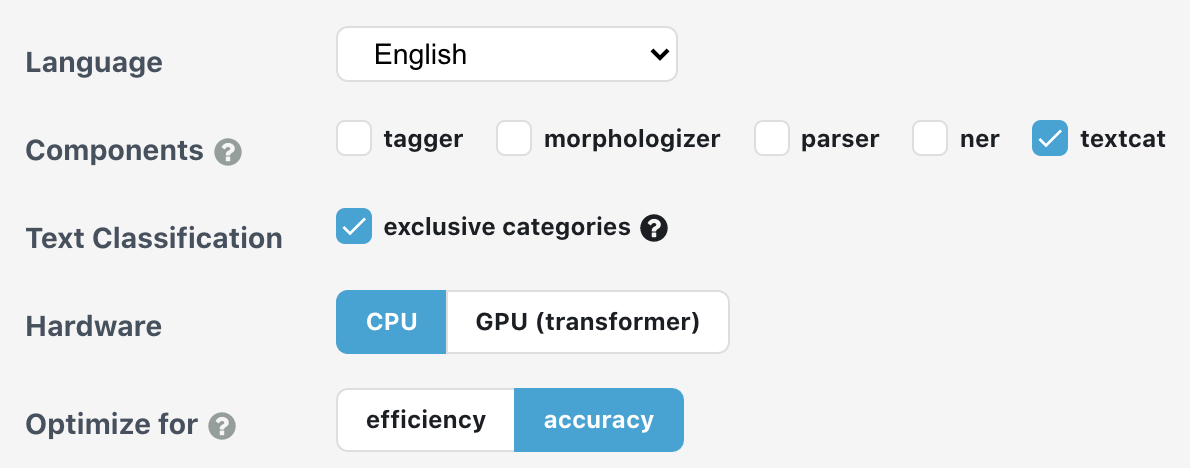 Language English
Components ? tagger morphologizer parser ner textcat
Text Classification exclusive categories ?
Hardware CPU GPU (transformer)
Optimize for ? efficiency accuracy